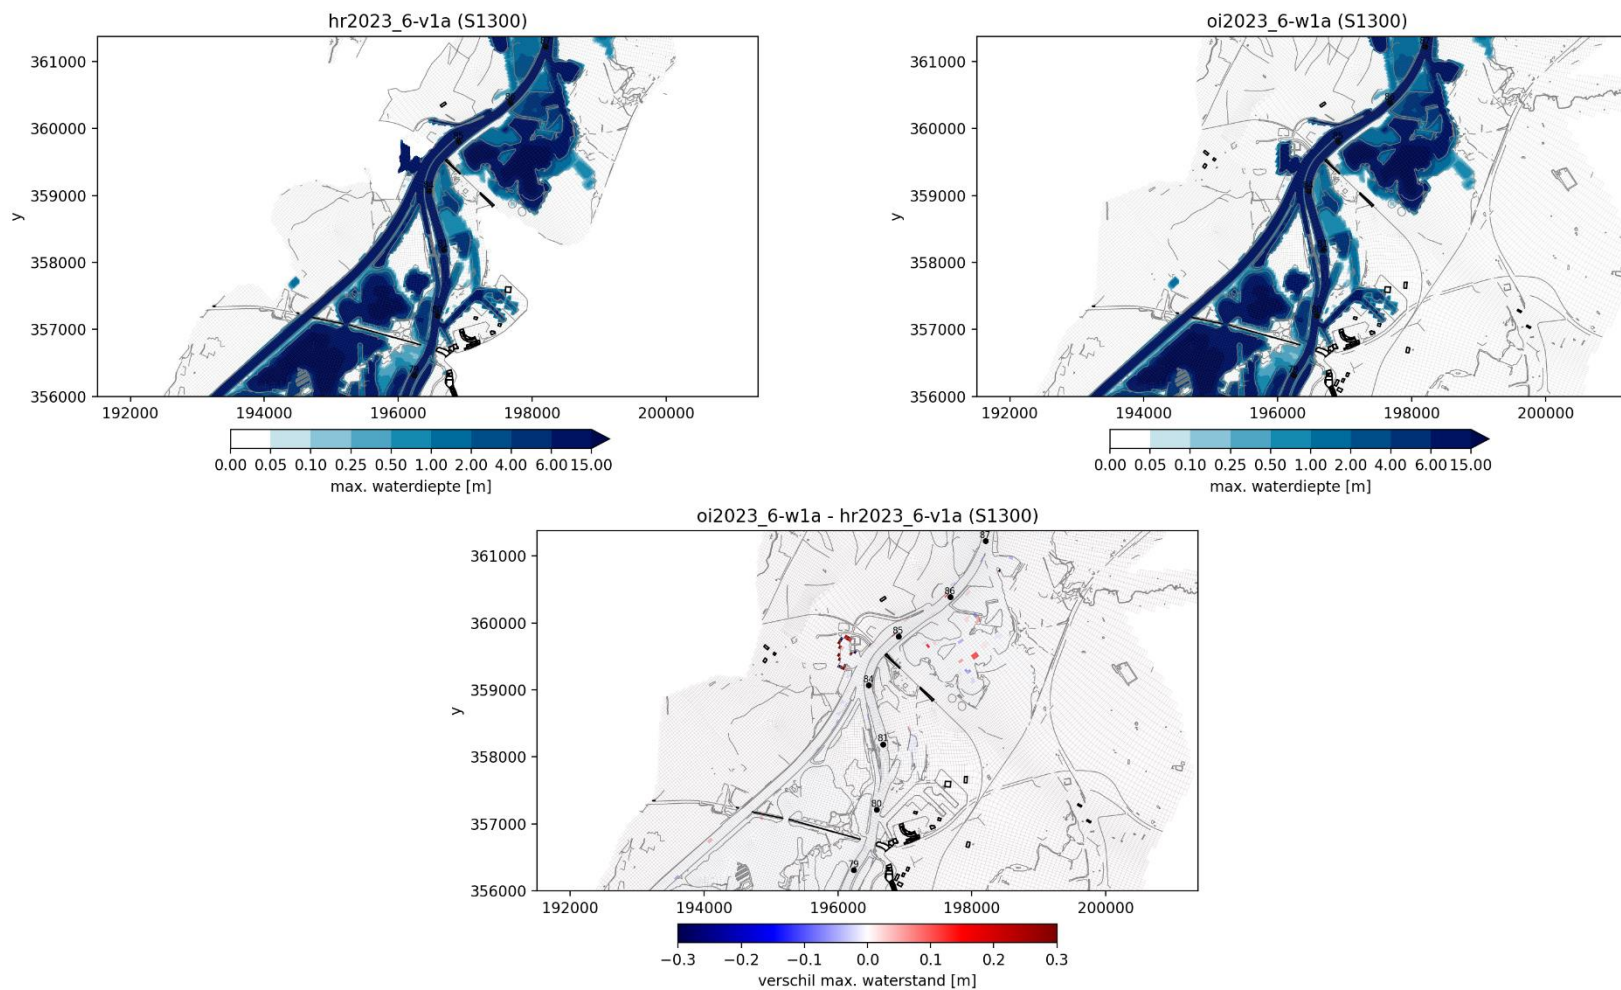 hr2023_6-v1a (S1300)
361000
360000
359000
358000
357000
356000
y
192000 194000 196000 198000 200000
0.00 0.05 0.10 0.25 0.50 1.00 2.00 4.00 6.00 15.00
max. waterdiepte [m]
oi2023_6-w1a (S1300)
361000
360000
359000
358000
357000
356000
y
192000 194000 196000 198000 200000
0.00 0.05 0.10 0.25 0.50 1.00 2.00 4.00 6.00 15.00
max. waterdiepte [m]
oi2023_6-w1a - hr2023_6-v1a (S1300)
361000
360000
359000
358000
357000
356000
y
87
86
85
84
81
80
79
192000 194000 196000 198000 200000
−0.3 −0.2 −0.1 0.0 0.1 0.2 0.3
verschil max. waterstand [m]